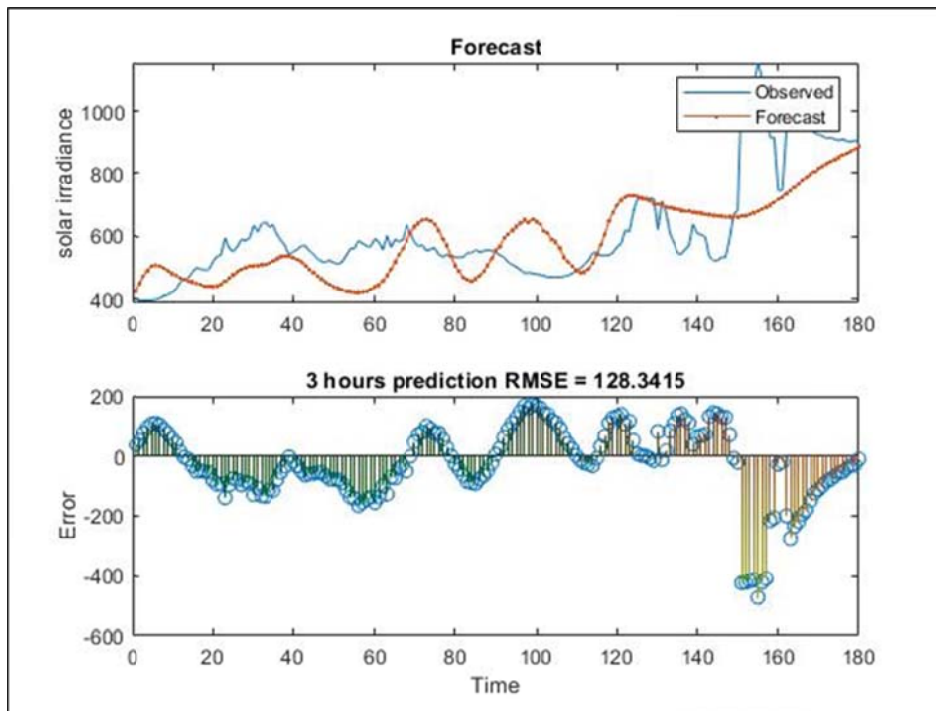 Forecast
solar irradiance
1000
800
600
400
Observed
Forecast
0 20 40 60 80 100 120 140 160 180
3 hours prediction RMSE = 128.3415
Error
200
0
-200
-400
-600
0 20 40 60 80 100 120 140 160 180
Time